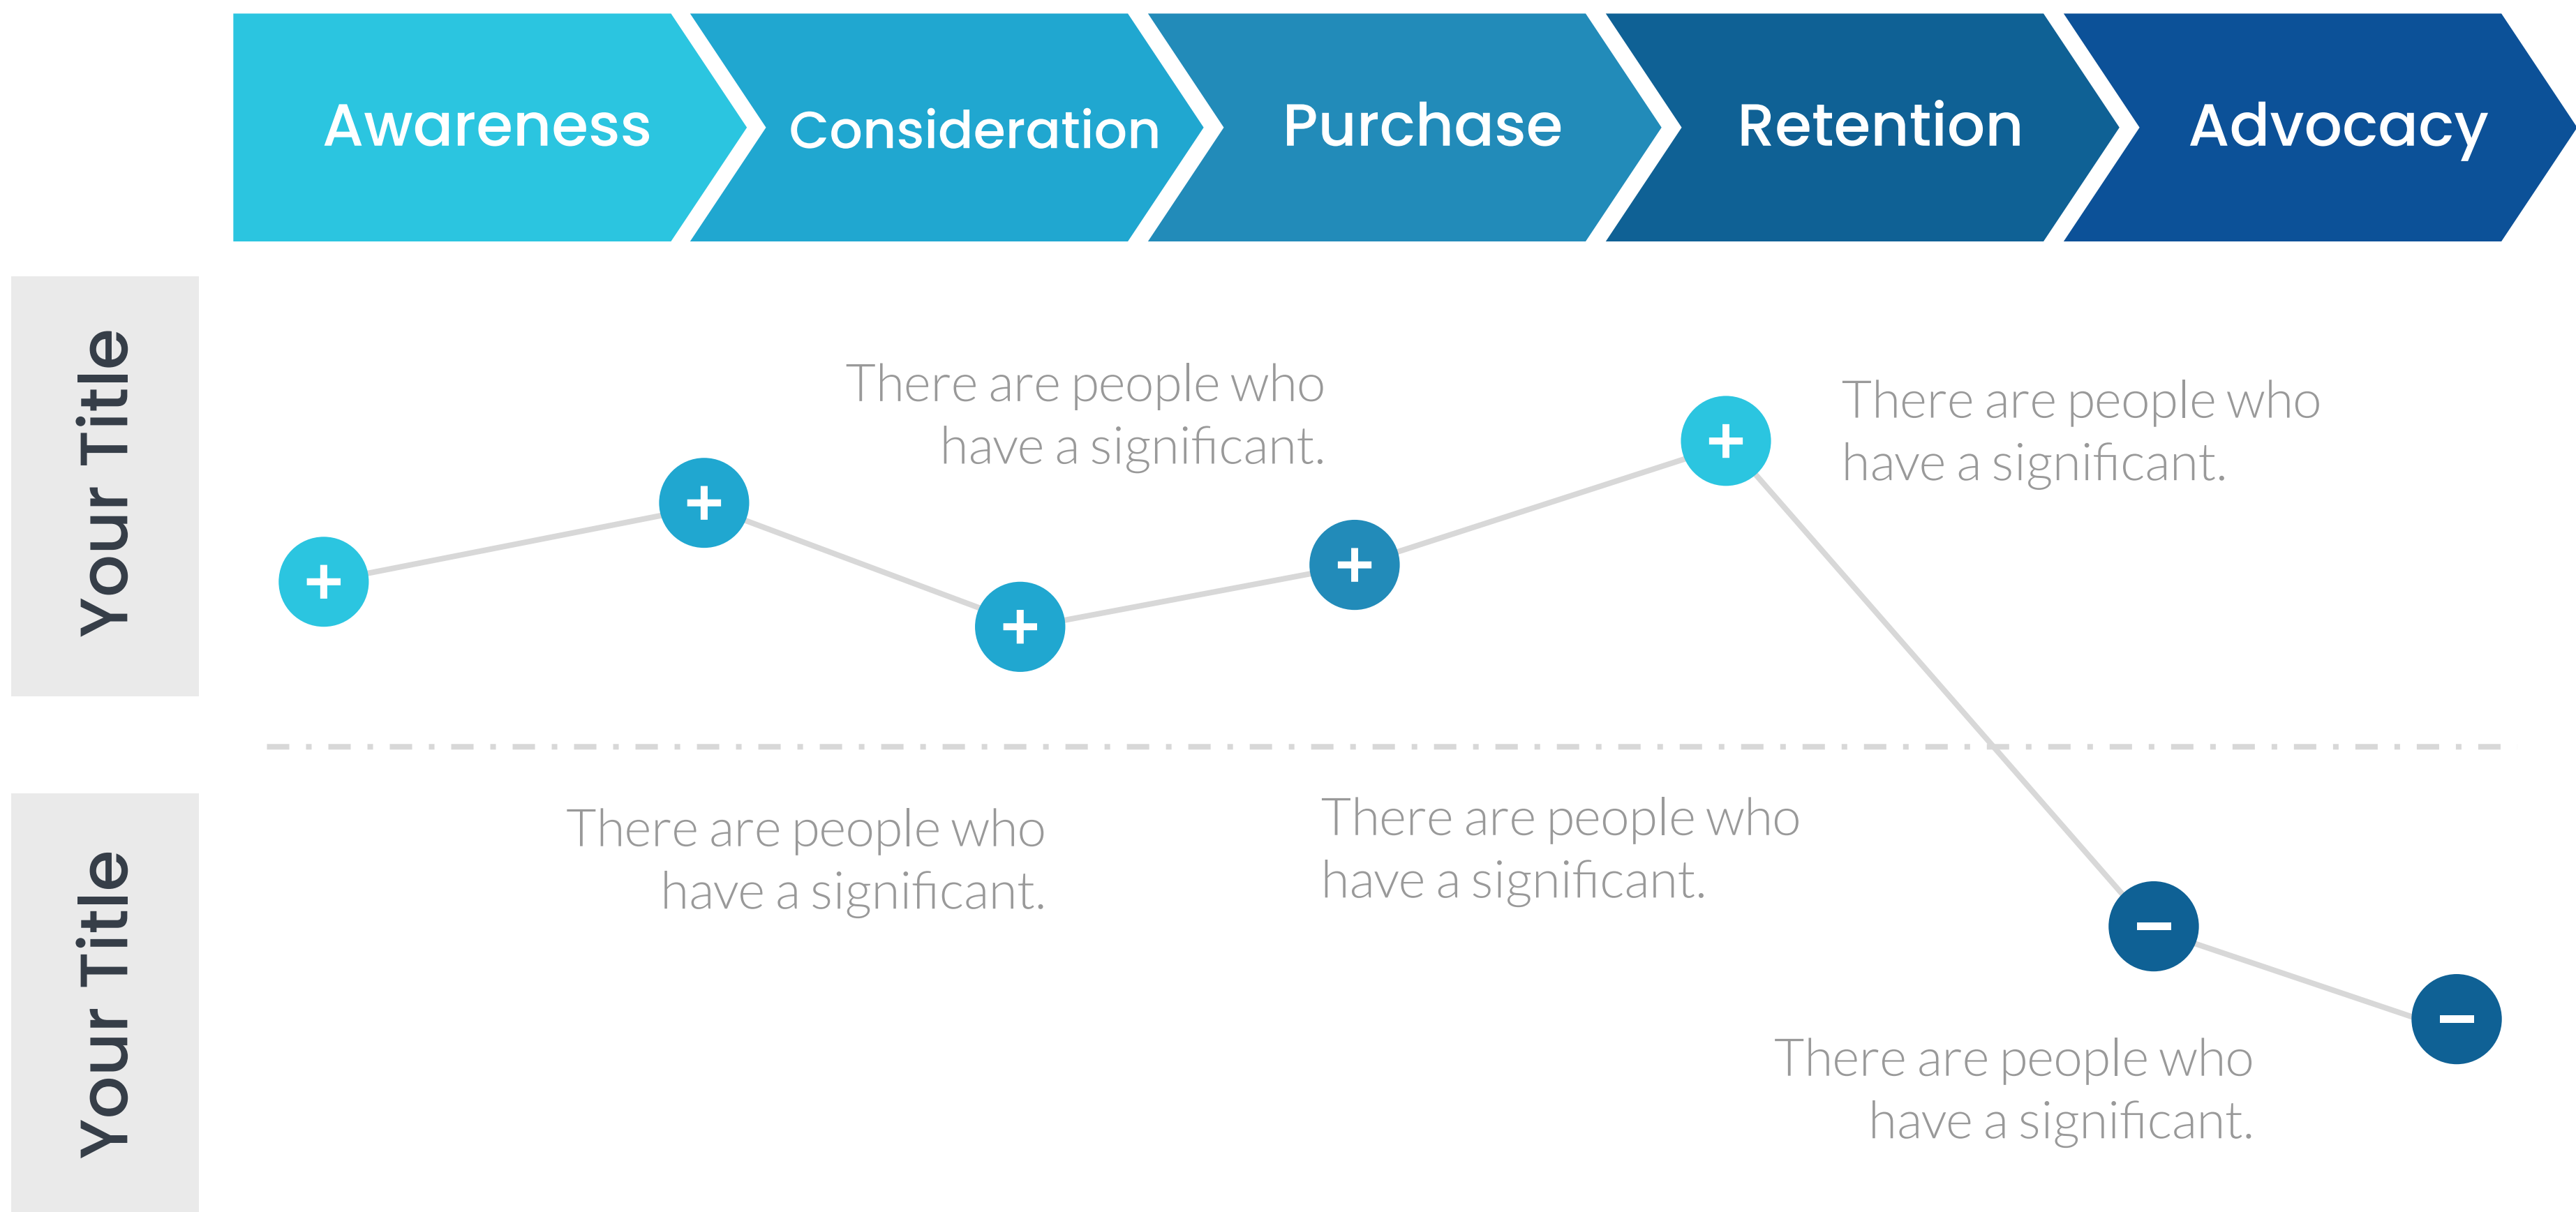 Awareness
Consideration
Purchase
Retention
Advocacy
Your Title
There are people who
have a significant.
There are people who
have a significant.
Your Title
There are people who
have a significant.
There are people who
have a significant.
There are people who
have a significant.